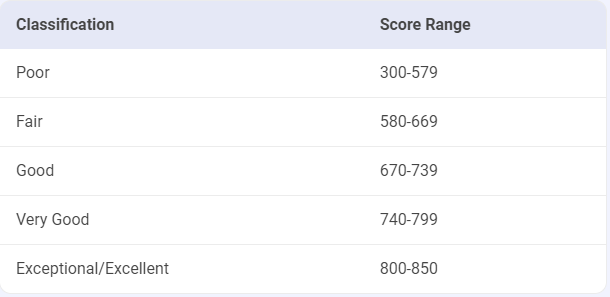 Classification Score Range
Poor 300-579
Fair 580-669
Good 670-739
Very Good 740-799
Exceptional/Excellent 800-850